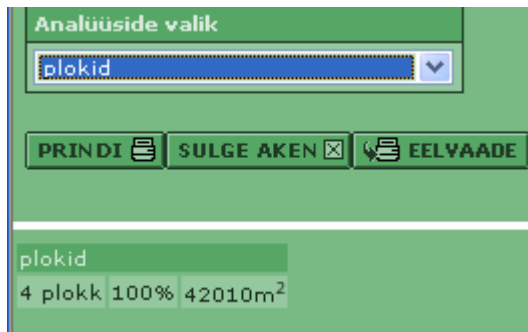 Analüüside valik
plokid
PRINDI SULGE AKEN EELVAADE
plokid
4 plokk 100% 42010m²